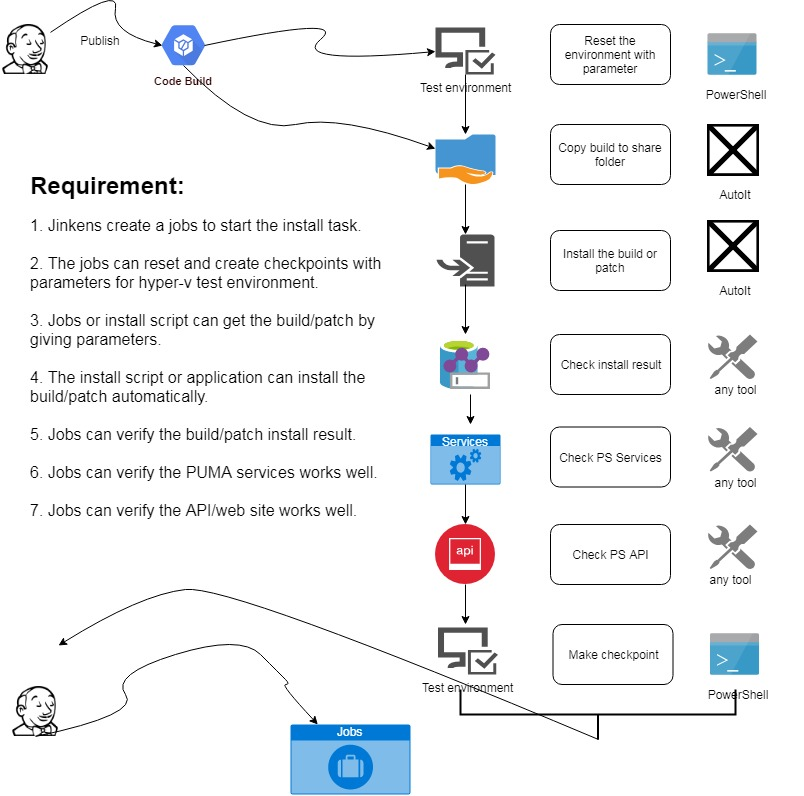 Publish
Code Build
Test environment
Reset the
environment with
parameter
>_
PowerShell
Copy build to share
folder
AutoIt
Requirement:
1. Jinkens create a jobs to start the install task.
2. The jobs can reset and create checkpoints with
parameters for hyper-v test environment.
3. Jobs or install script can get the build/patch by
giving parameters.
4. The install script or application can install the
build/patch automatically.
5. Jobs can verify the build/patch install result.
6. Jobs can verify the PUMA services works well.
7. Jobs can verify the API/web site works well.
Install the build or
patch
AutoIt
Check install result
any tool
Services
Check PS Services
any tool
api
Check PS API
any tool
Test environment
Make checkpoint
>_
PowerShell
Jobs